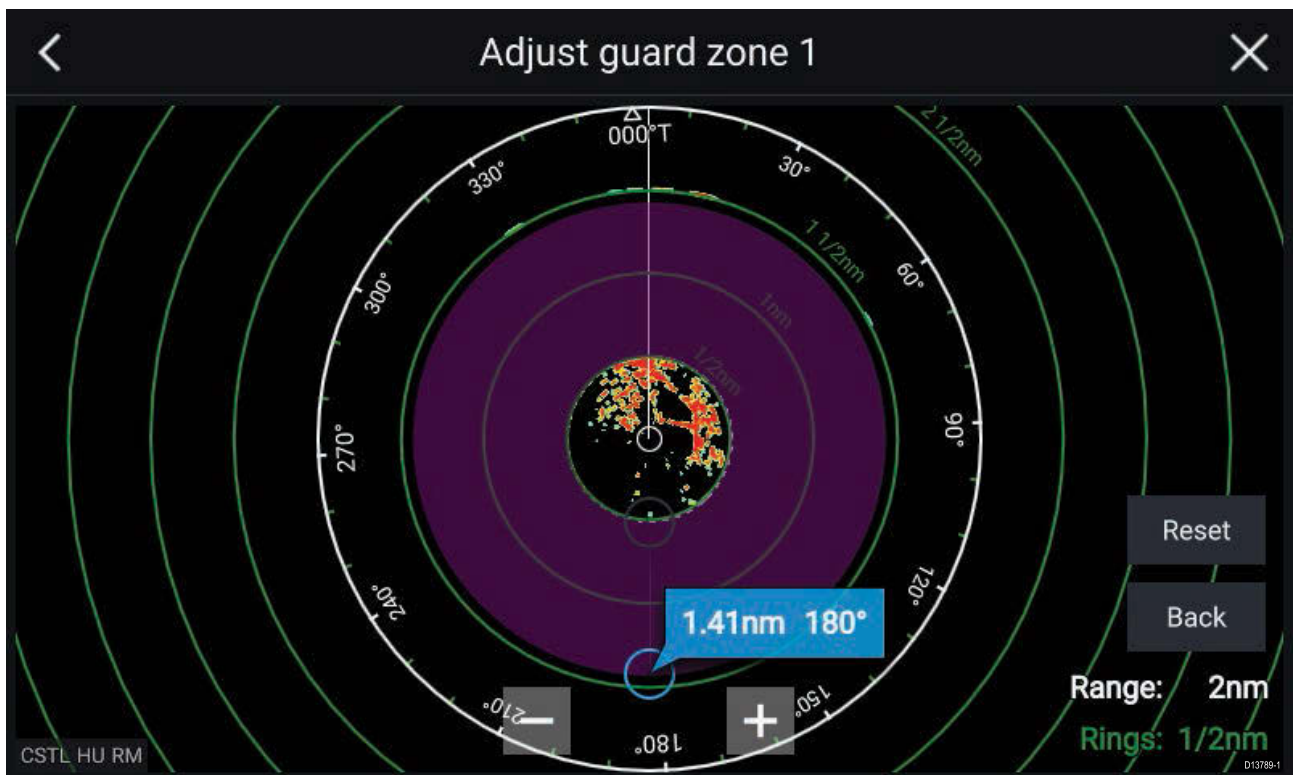 Adjust guard zone 1
000°T
30°
60°
90°
120°
150°
180°
210°
240°
270°
300°
330°
2 1/2nm
1 1/2nm
1nm
1/2nm
1.41nm 180°
Reset
Back
Range: 2nm
Rings: 1/2nm
CSTL HU RM
D13789-1